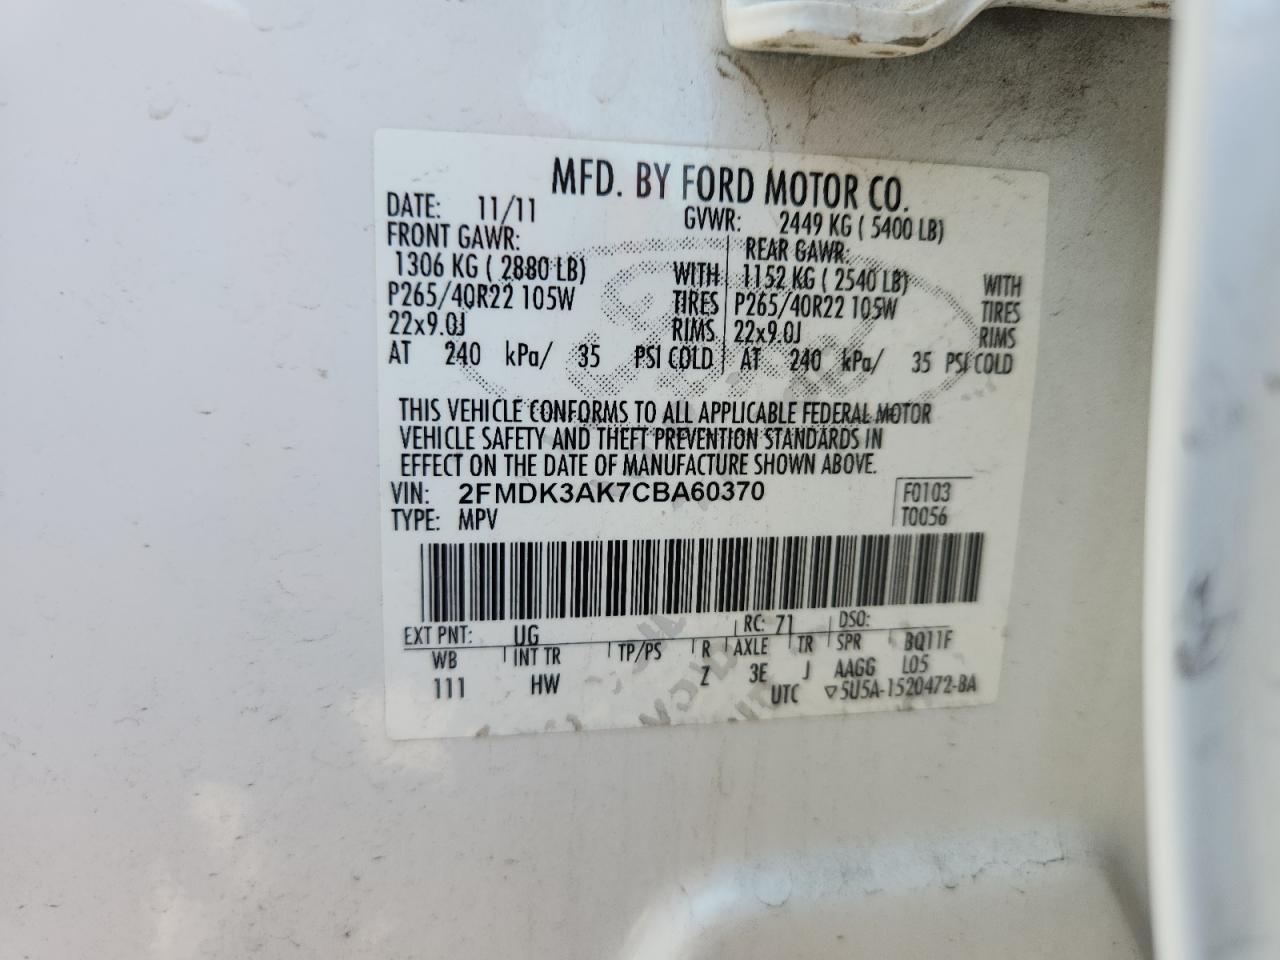 MFD. BY FORD MOTOR CO.
DATE: 11/11 GVWR: 2449 KG ( 5400 LB)
FRONT GAWR: REAR GAWR:
1306 KG ( 2880 LB) WITH 1152 KG ( 2540 LB) WITH
P265/40R22 105W TIRES P265/40R22 105W TIRES
22x9.0J RIMS 22x9.0J RIMS
AT 240 kPa/ 35 PSI COLD AT 240 kPa/ 35 PSI COLD
THIS VEHICLE CONFORMS TO ALL APPLICABLE FEDERAL MOTOR
VEHICLE SAFETY AND THEFT PREVENTION STANDARDS IN
EFFECT ON THE DATE OF MANUFACTURE SHOWN ABOVE.
VIN: 2FMDK3AK7CBA60370 F0103
TYPE: MPV T0056
EXT PNT: UG RC: 71 DSO:
WB INT TR TP/PS R AXLE TR SPR BQ11F
111 HW Z 3E J AAGG L05
UTC ▽5U5A-1520472-BA